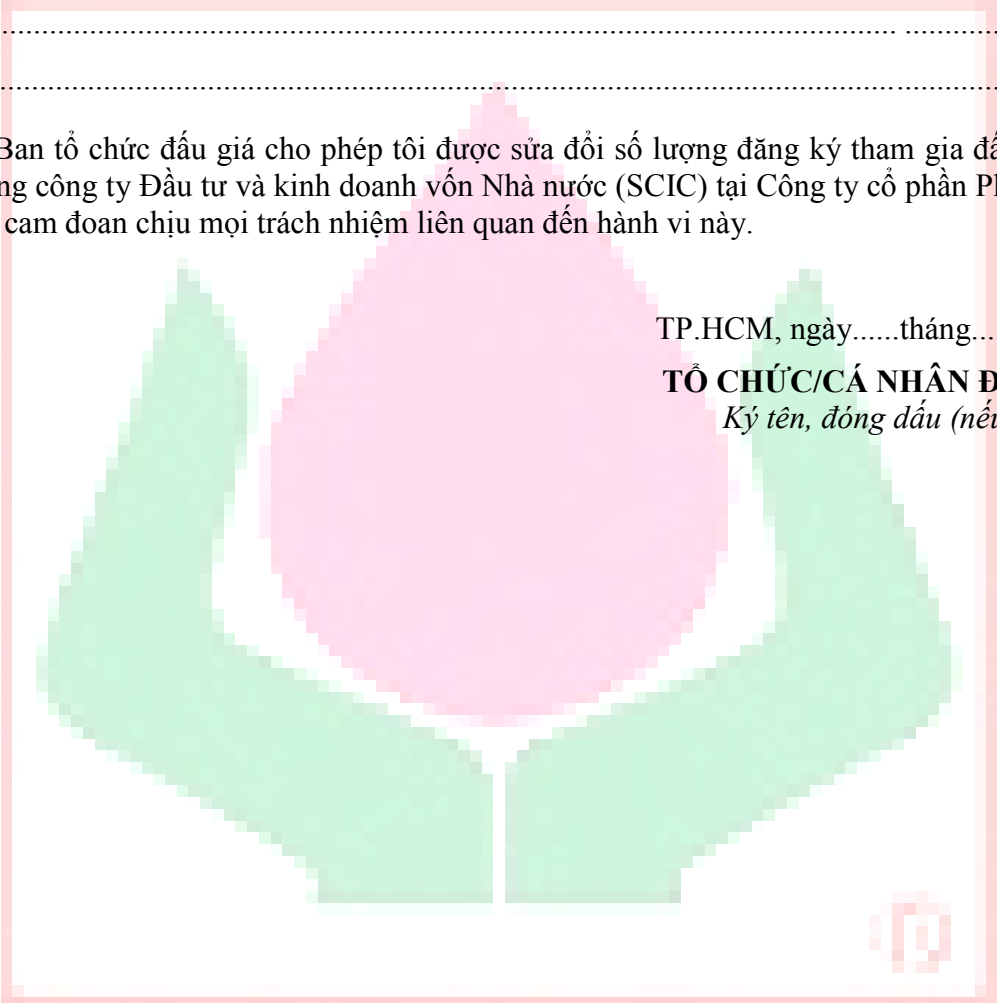 ...................................................................................................................... ............
......................................................................................................................................
Ban tổ chức đấu giá cho phép tôi được sửa đổi số lượng đăng ký tham gia đấ
ng công ty Đầu tư và kinh doanh vốn Nhà nước (SCIC) tại Công ty cổ phần Ph
cam đoan chịu mọi trách nhiệm liên quan đến hành vi này.
TP.HCM, ngày......tháng...
TỔ CHỨC/CÁ NHÂN Đ
Ký tên, đóng dấu (nếu